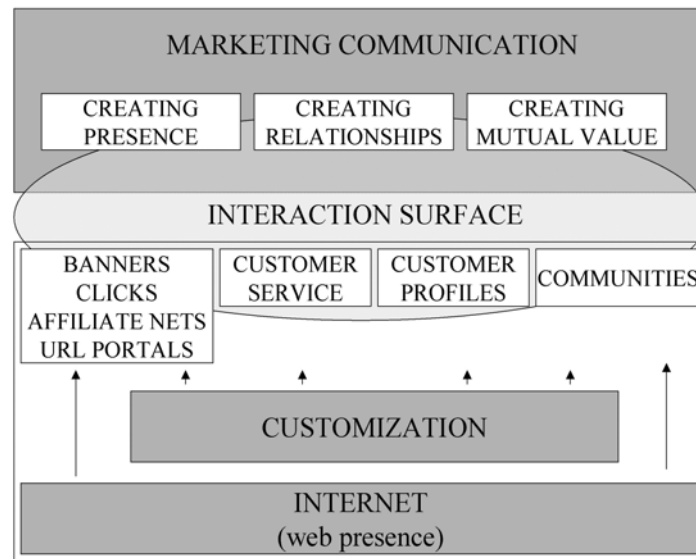 MARKETING COMMUNICATION
CREATING
PRESENCE
CREATING
RELATIONSHIPS
CREATING
MUTUAL VALUE
INTERACTION SURFACE
BANNERS
CLICKS
AFFILIATE NETS
URL PORTALS
CUSTOMER
SERVICE
CUSTOMER
PROFILES
COMMUNITIES
CUSTOMIZATION
INTERNET
(web presence)